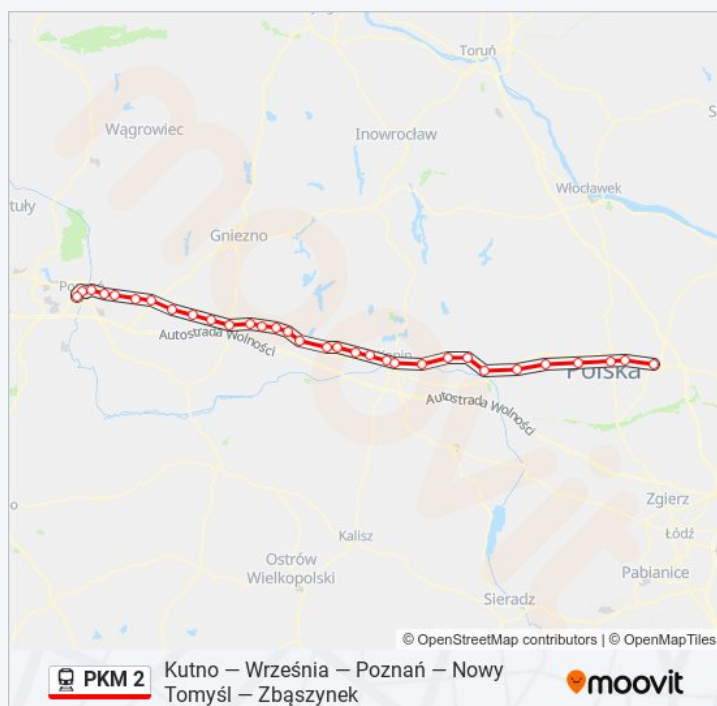 Toruń
Wągrowiec
Inowrocław
Włocławek
Gniezno
Autostrada Wolności
Polska
Autostrada Wolności
Zgierz
Łódź
Kalisz
Pabianice
Ostrów
Wielkopolski
Sieradz
© OpenStreetMap contributors | © OpenMapTiles
PKM 2
Kutno — Września — Poznań — Nowy
Tomyśl — Zbąszynek
moovit